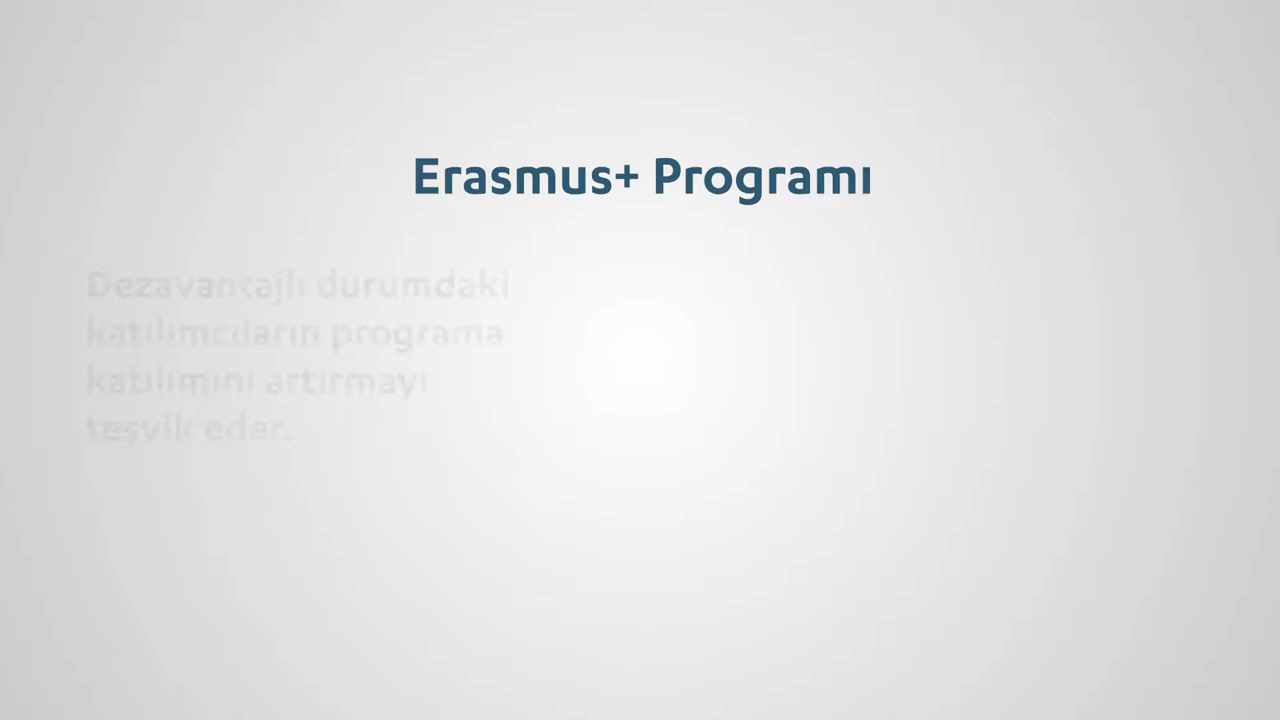 Erasmus+ Programı
Dezavantajlı durumdaki
katılımcıların programa
katılımını artırmayı
teşvik eder.